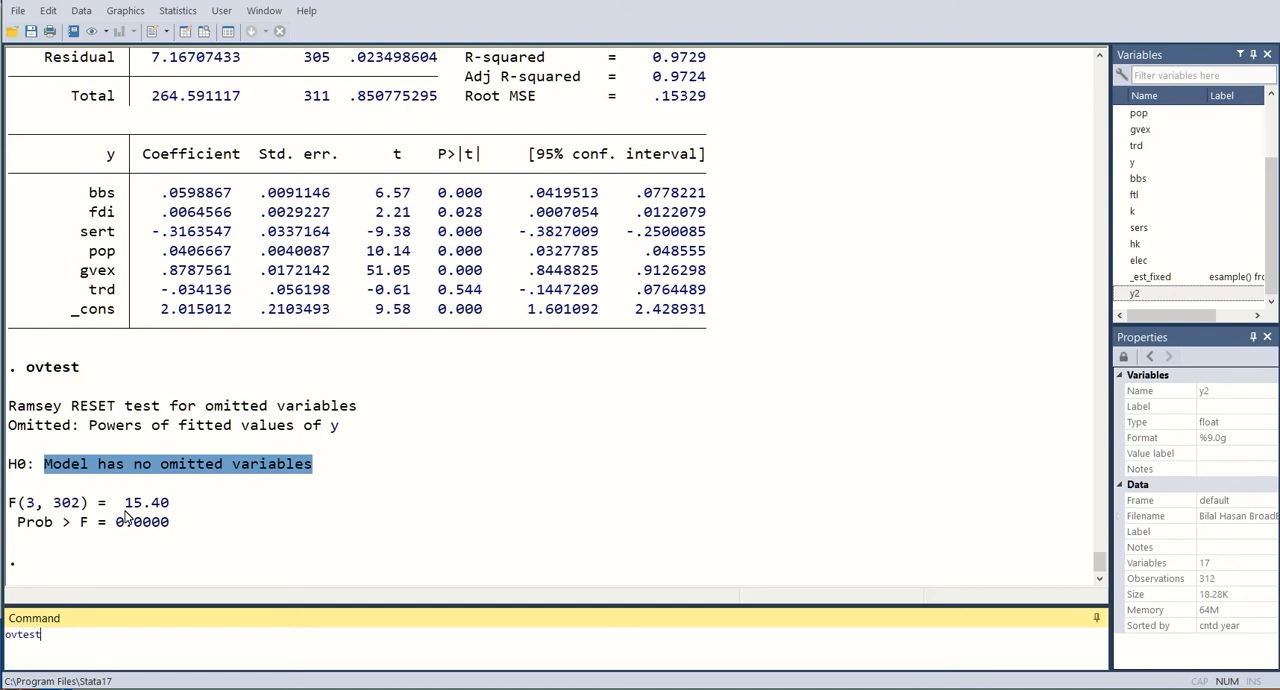 File Edit Data Graphics Statistics User Window Help
Residual 7.16707433 305 .023498604 R-squared = 0.9729
Adj R-squared = 0.9724
Total 264.591117 311 .850775295 Root MSE = .15329
y Coefficient Std. err. t P>|t| [95% conf. interval]
bbs .0598867 .0091146 6.57 0.000 .0419513 .0778221
fdi .0064566 .0029227 2.21 0.028 .0007054 .0122079
sert -.3163547 .0337164 -9.38 0.000 -.3827009 -.2500085
pop .0406667 .0040087 10.14 0.000 .0327785 .048555
gvex .8787561 .0172142 51.05 0.000 .8448825 .9126298
trd -.034136 .056198 -0.61 0.544 -.1447209 .0764489
_cons 2.015012 .2103493 9.58 0.000 1.601092 2.428931
. ovtest
Ramsey RESET test for omitted variables
Omitted: Powers of fitted values of y
H0: Model has no omitted variables
F(3, 302) = 15.40
Prob > F = 0.0000
.
Command
ovtest
C:\Program Files\Stata17
Variables
Filter variables here
Name Label
pop
gvex
trd
y
bbs
ftl
k
sers
hk
elec
_est_fixed esample() fro
y2
Properties
Variables
Name y2
Label
Type float
Format %9.0g
Value label
Notes
Data
Frame default
Filename Bilal Hasan BroadB
Label
Notes
Variables 17
Observations 312
Size 18.28K
Memory 64M
Sorted by cntd year
CAP NUM INS